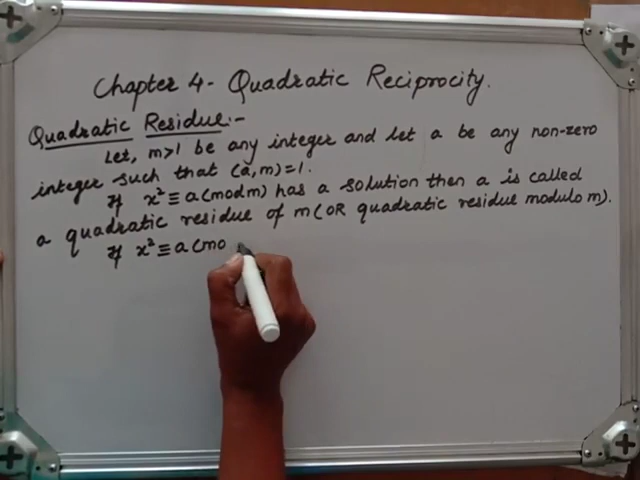 Chapter 4- Quadratic Reciprocity.
Quadratic Residue:-
Let, m>1 be any integer and let a be any non-zero
integer such that (a,m)=1.
If x² ≡ a(mod m) has a solution then a is called
a quadratic residue of m(OR quadratic residue modulo m).
If x² ≡ a(mo